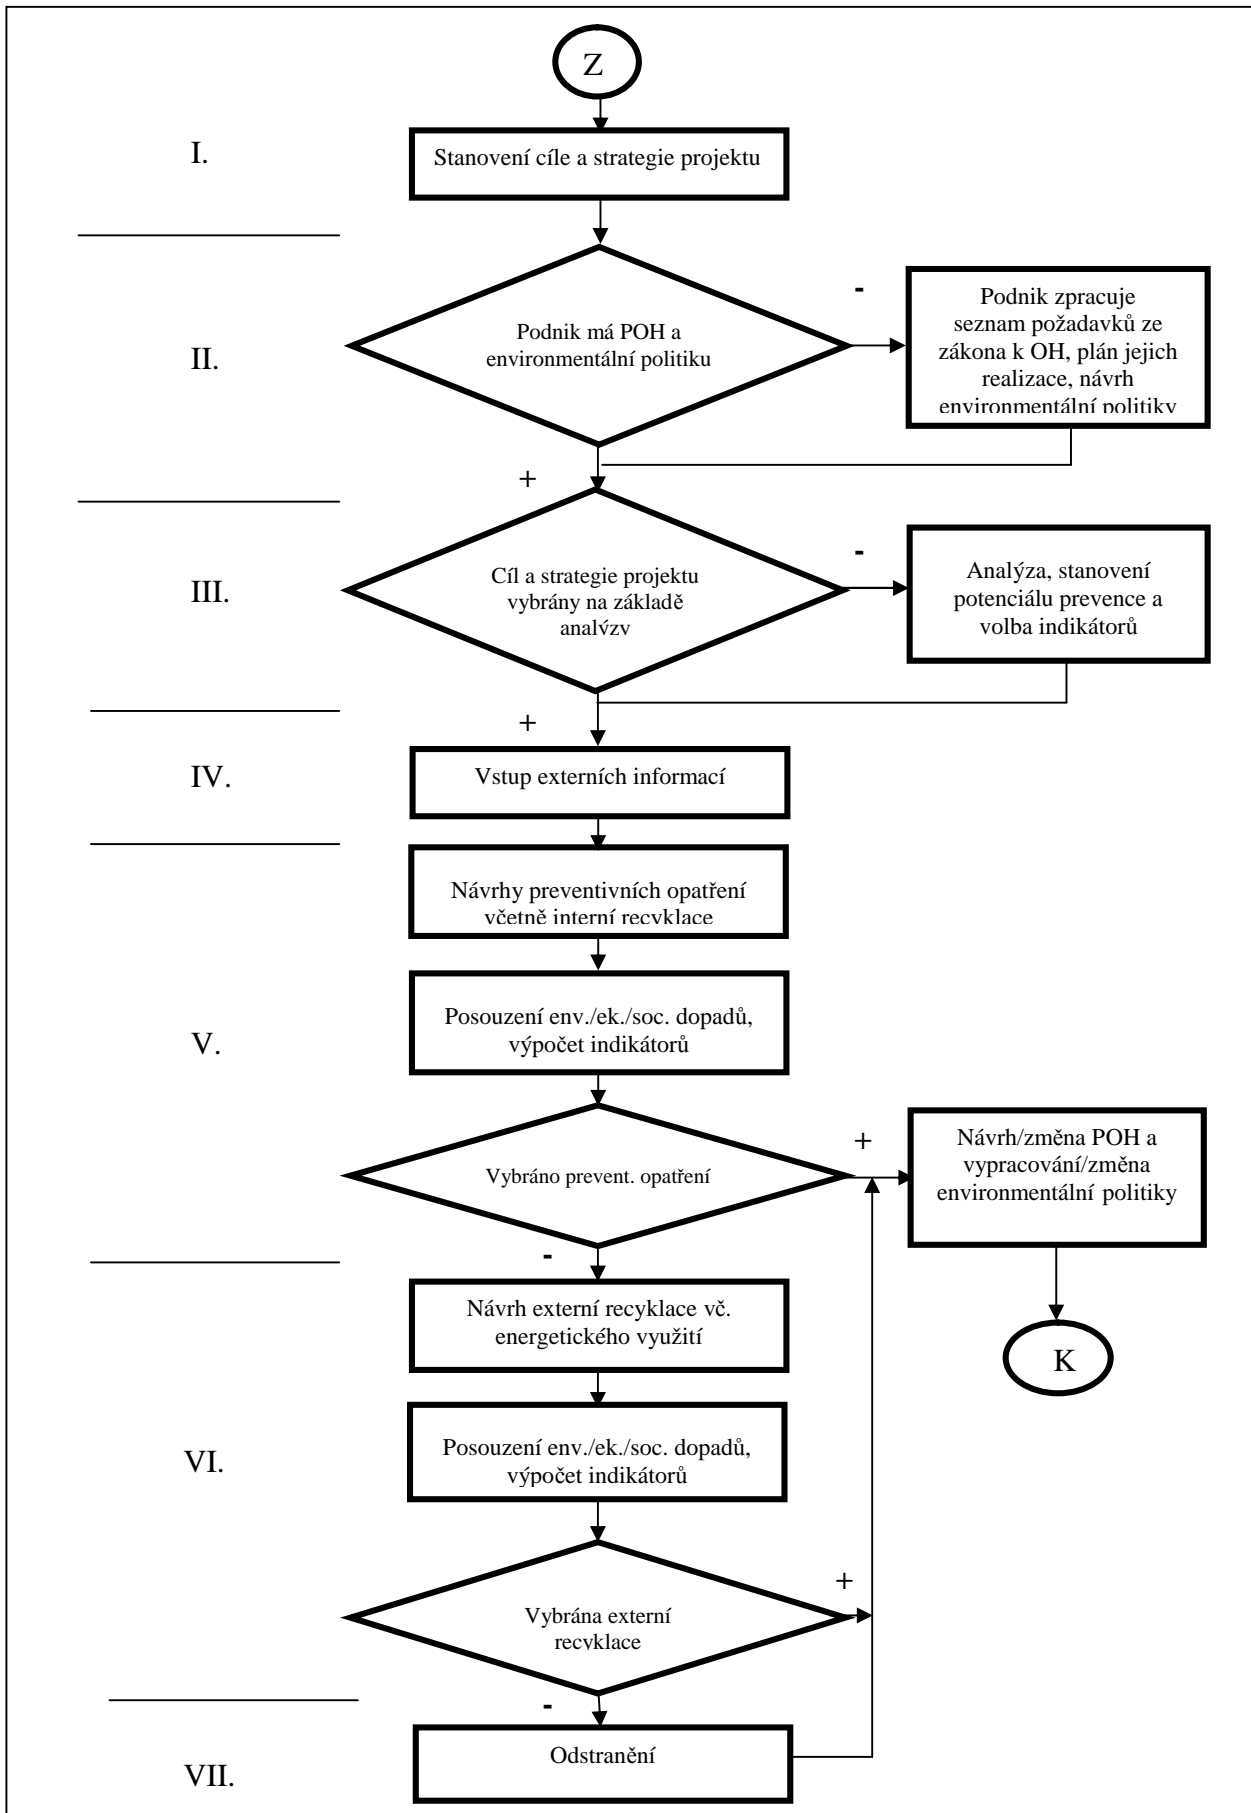 Z
I.
Stanovení cíle a strategie projektu
II.
Podnik má POH a
environmentální politiku
-
Podnik zpracuje
seznam požadavků ze
zákona k OH, plán jejich
realizace, návrh
environmentální politiky
+
III.
Cíl a strategie projektu
vybrány na základě
analýzy
-
Analýza, stanovení
potenciálu prevence a
volba indikátorů
+
IV.
Vstup externích informací
V.
Návrhy preventivních opatření
včetně interní recyklace
Posouzení env./ek./soc. dopadů,
výpočet indikátorů
Vybráno prevent. opatření
+
Návrh/změna POH a
vypracování/změna
environmentální politiky
K
-
VI.
Návrh externí recyklace vč.
energetického využití
Posouzení env./ek./soc. dopadů,
výpočet indikátorů
Vybrána externí
recyklace
+
-
VII.
Odstranění